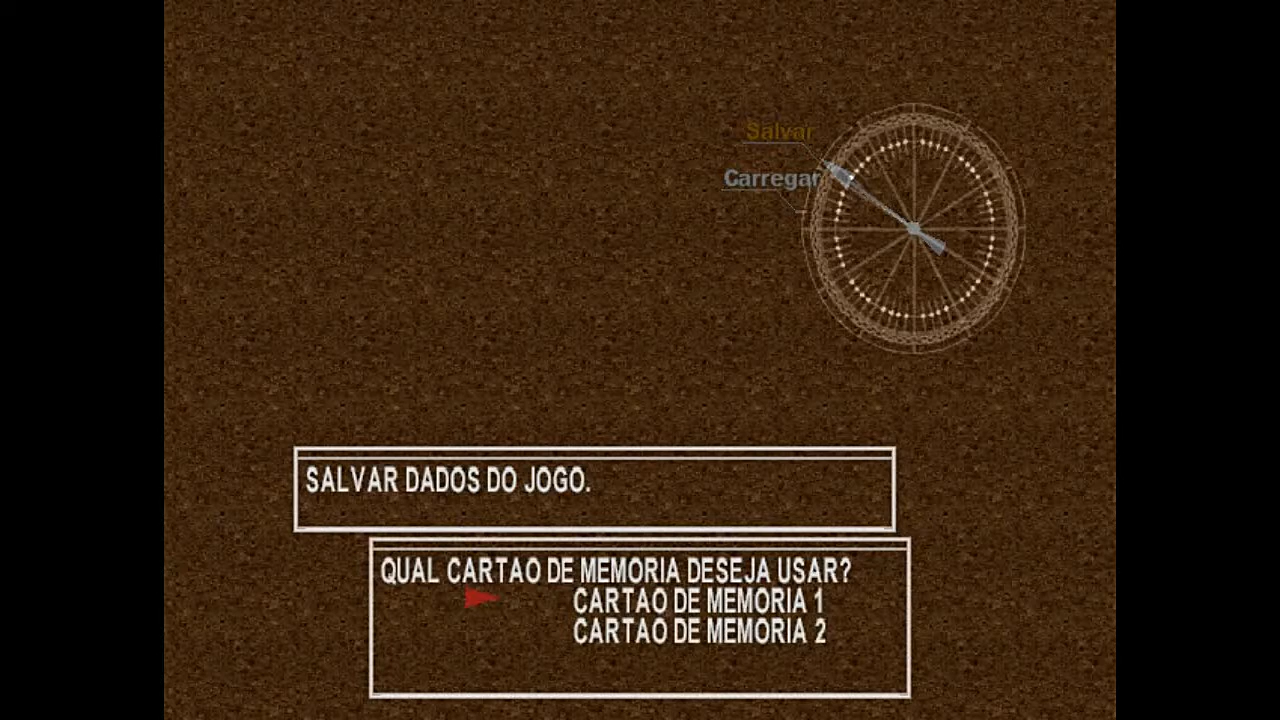 Salvar
Carregar
SALVAR DADOS DO JOGO.
QUAL CARTAO DE MEMORIA DESEJA USAR?
CARTAO DE MEMORIA 1
CARTAO DE MEMORIA 2